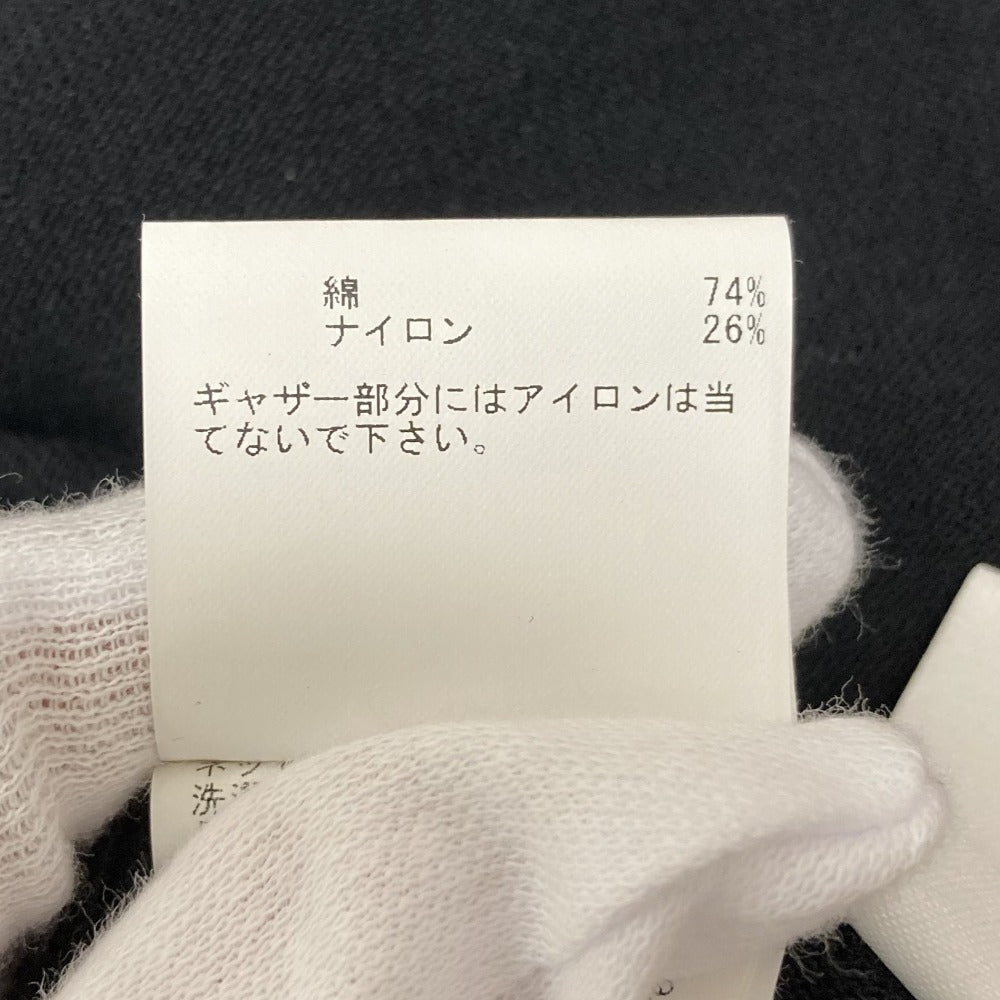 綿 74%
ナイロン 26%
ギャザー部分にはアイロンは当
てないで下さい。
洗